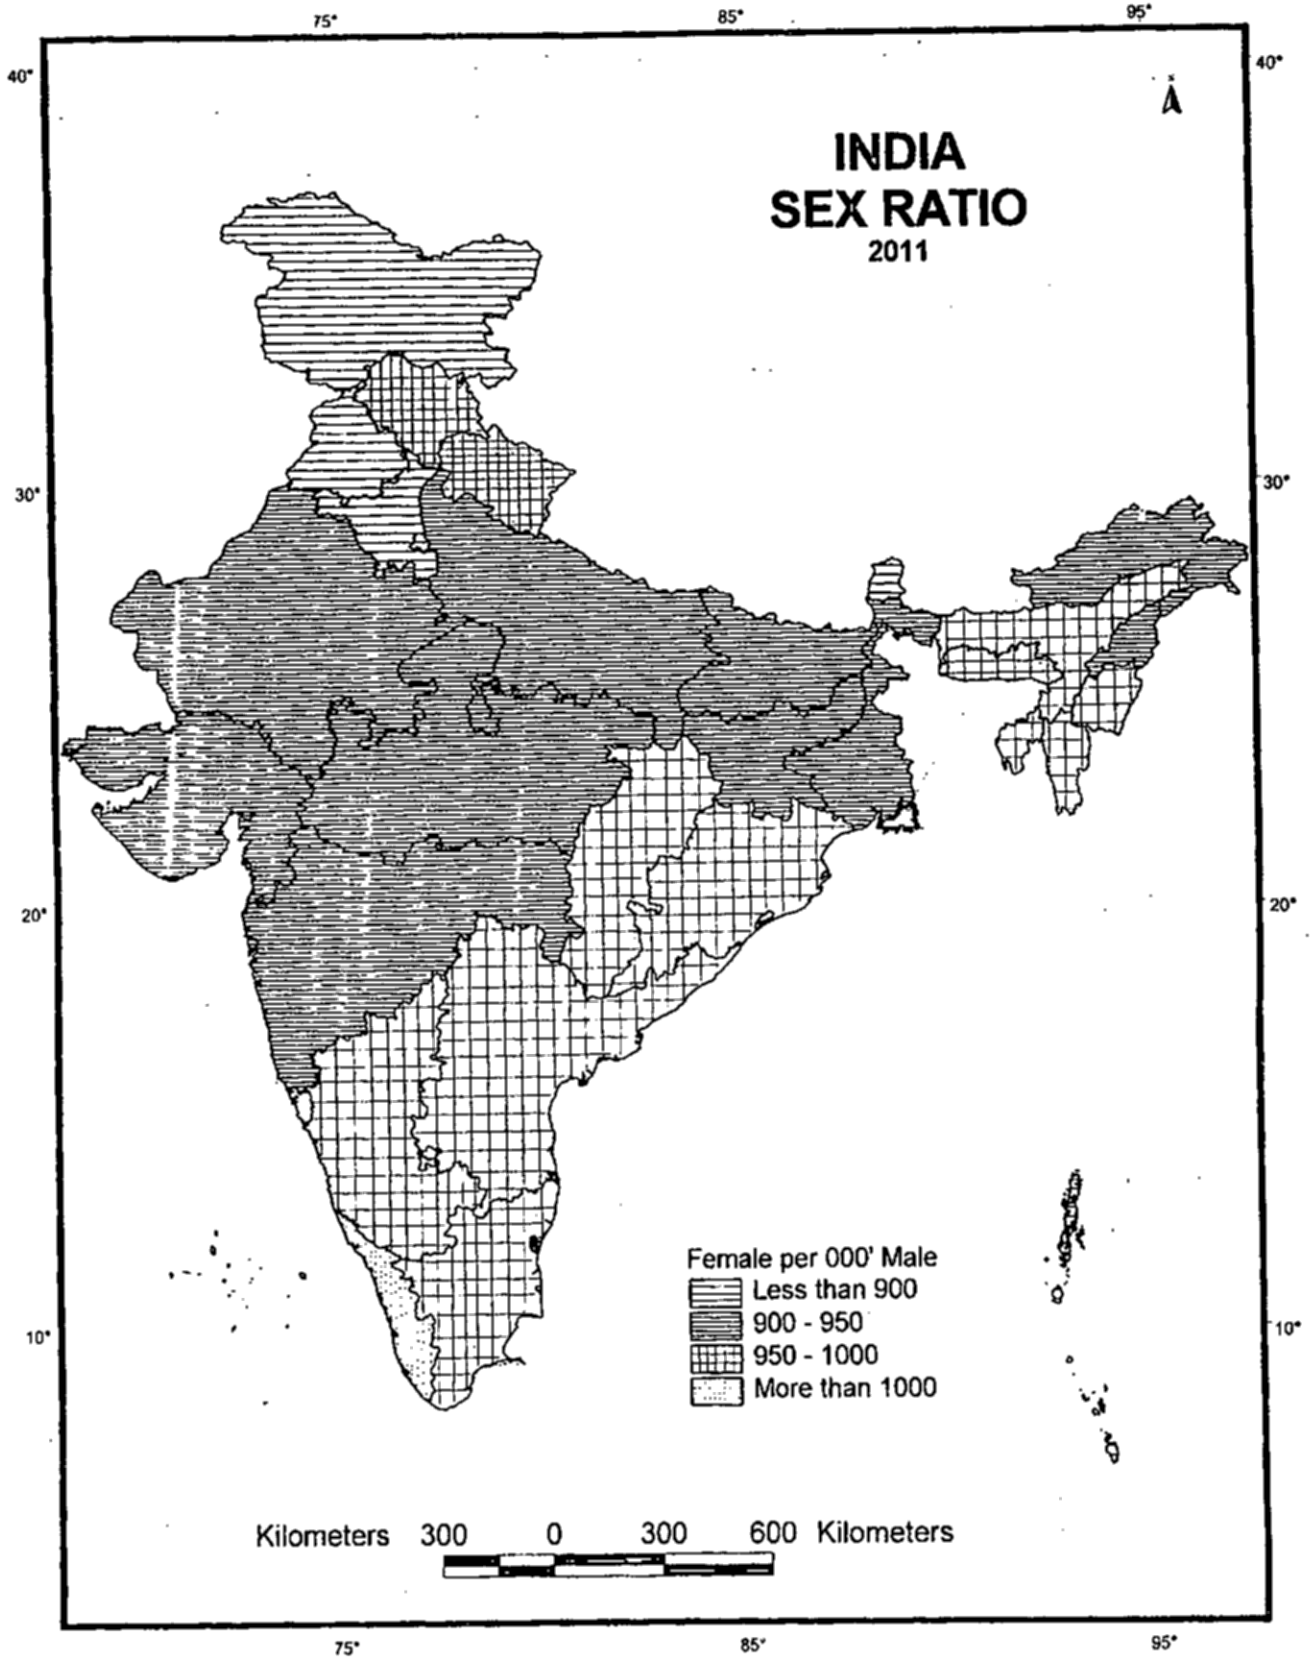 75° 85° 95°
40° 40°
INDIA
SEX RATIO
2011
30° 30°
20° 20°
Female per 000' Male
Less than 900
900 - 950
950 - 1000
More than 1000
10° 10°
Kilometers 300 0 300 600 Kilometers
75° 85° 95°